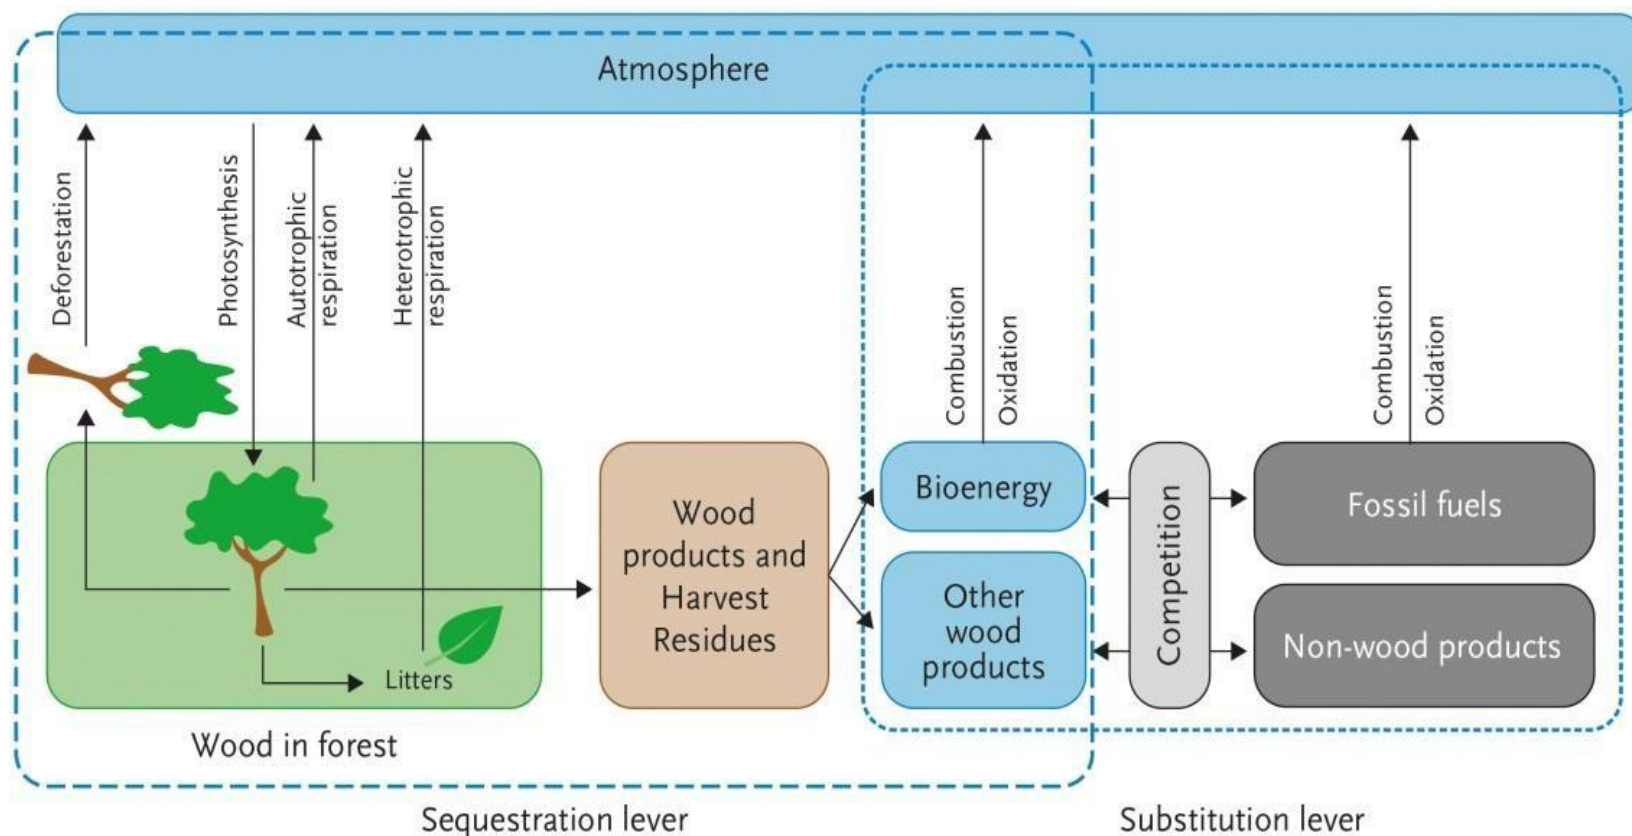 Atmosphere
Deforestation
Photosynthesis
Autotrophic
respiration
Heterotrophic
respiration
Combustion
Oxidation
Combustion
Oxidation
Wood
products and
Harvest
Residues
Bioenergy
Other
wood
products
Competition
Fossil fuels
Non-wood products
Litters
Wood in forest
Sequestration lever
Substitution lever